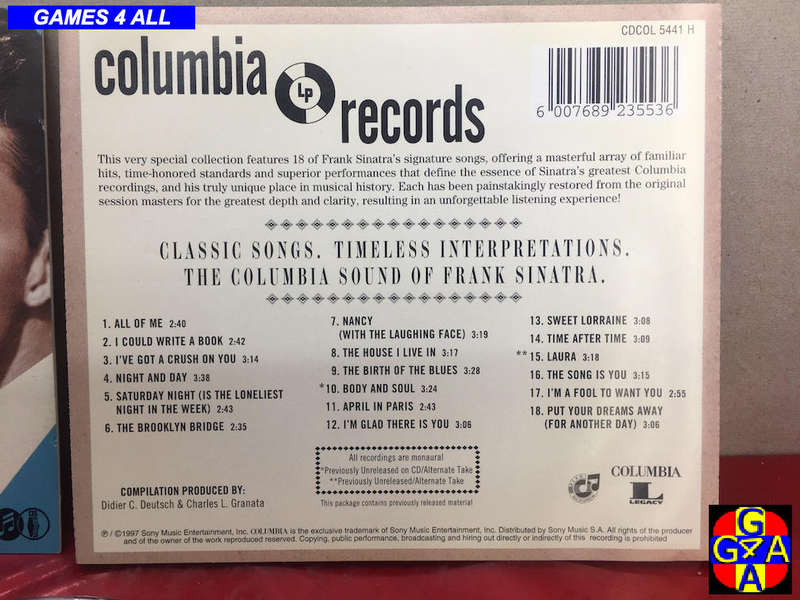 GAMES 4 ALL
CDCOL 5441 H
columbia
LP
records
6 007689 235536
This very special collection features 18 of Frank Sinatra's signature songs, offering a masterful array of familiar
hits, time-honored standards and superior performances that define the essence of Sinatra's greatest Columbia
recordings, and his truly unique place in musical history. Each has been painstakingly restored from the original
session masters for the greatest depth and clarity, resulting in an unforgettable listening experience!
CLASSIC SONGS. TIMELESS INTERPRETATIONS.
THE COLUMBIA SOUND OF FRANK SINATRA.
1. ALL OF ME 2:40
2. I COULD WRITE A BOOK 2:42
3. I'VE GOT A CRUSH ON YOU 3:14
4. NIGHT AND DAY 3:38
5. SATURDAY NIGHT (IS THE LONELIEST
NIGHT IN THE WEEK) 2:43
6. THE BROOKLYN BRIDGE 2:35
7. NANCY
(WITH THE LAUGHING FACE) 3:19
8. THE HOUSE I LIVE IN 3:17
9. THE BIRTH OF THE BLUES 3:28
*10. BODY AND SOUL 3:24
11. APRIL IN PARIS 2:43
12. I'M GLAD THERE IS YOU 3:06
13. SWEET LORRAINE 3:08
14. TIME AFTER TIME 3:09
**15. LAURA 3:18
16. THE SONG IS YOU 3:15
17. I'M A FOOL TO WANT YOU 2:55
18. PUT YOUR DREAMS AWAY
(FOR ANOTHER DAY) 3:06
All recordings are monaural
*Previously Unreleased on CD/Alternate Take
**Previously Unreleased/Alternate Take
This package contains previously released material
COMPILATION PRODUCED BY:
Didier C. Deutsch & Charles L. Granata
COLUMBIA
L
LEGACY
℗ / ©1997 Sony Music Entertainment, Inc. COLUMBIA is the exclusive trademark of Sony Music Entertainment, Inc. Distributed by Sony Music S.A. All rights of the producer
and of the owner of the work reproduced reserved. Copying, public performance, broadcasting and hiring out directly or indirectly of this recording is prohibited
G
G4A
A